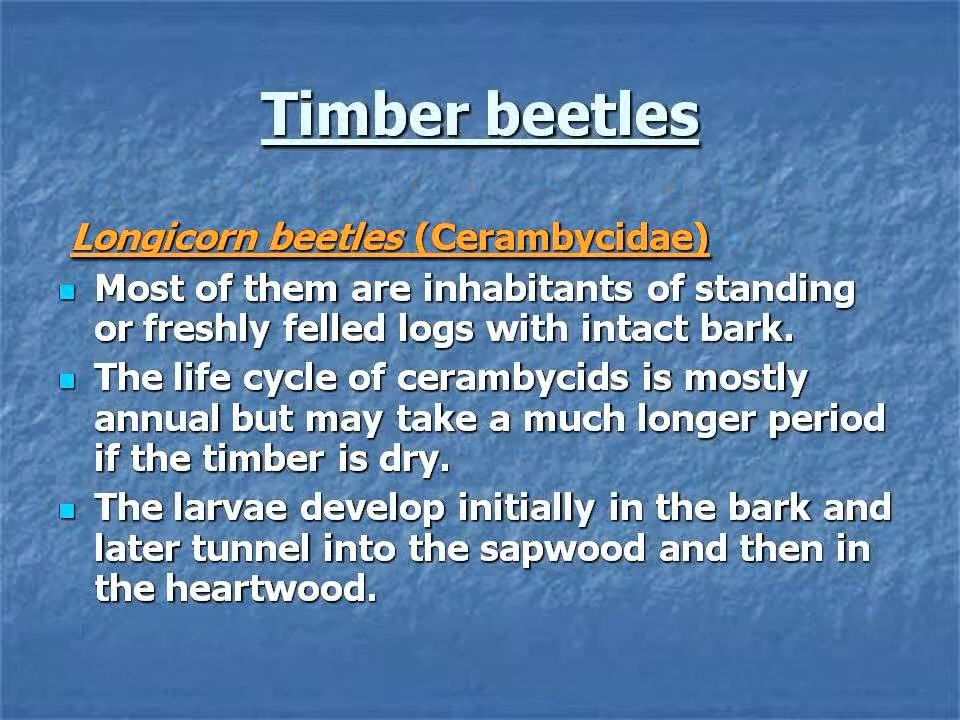 Timber beetles
Longicorn beetles (Cerambycidae)
Most of them are inhabitants of standing
or freshly felled logs with intact bark.
The life cycle of cerambycids is mostly
annual but may take a much longer period
if the timber is dry.
The larvae develop initially in the bark and
later tunnel into the sapwood and then in
the heartwood.